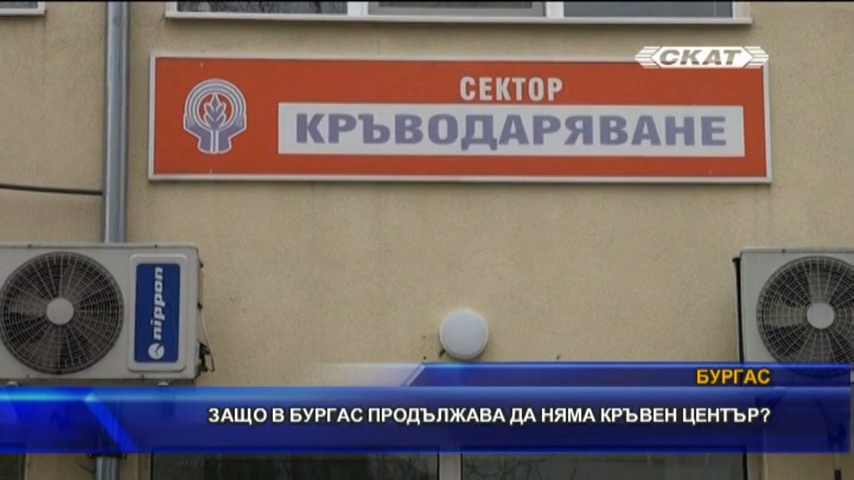 СКАТ
СЕКТОР
КРЪВОДАРЯВАНЕ
nippon
БУРГАС
ЗАЩО В БУРГАС ПРОДЪЛЖАВА ДА НЯМА КРЪВЕН ЦЕНТЪР?